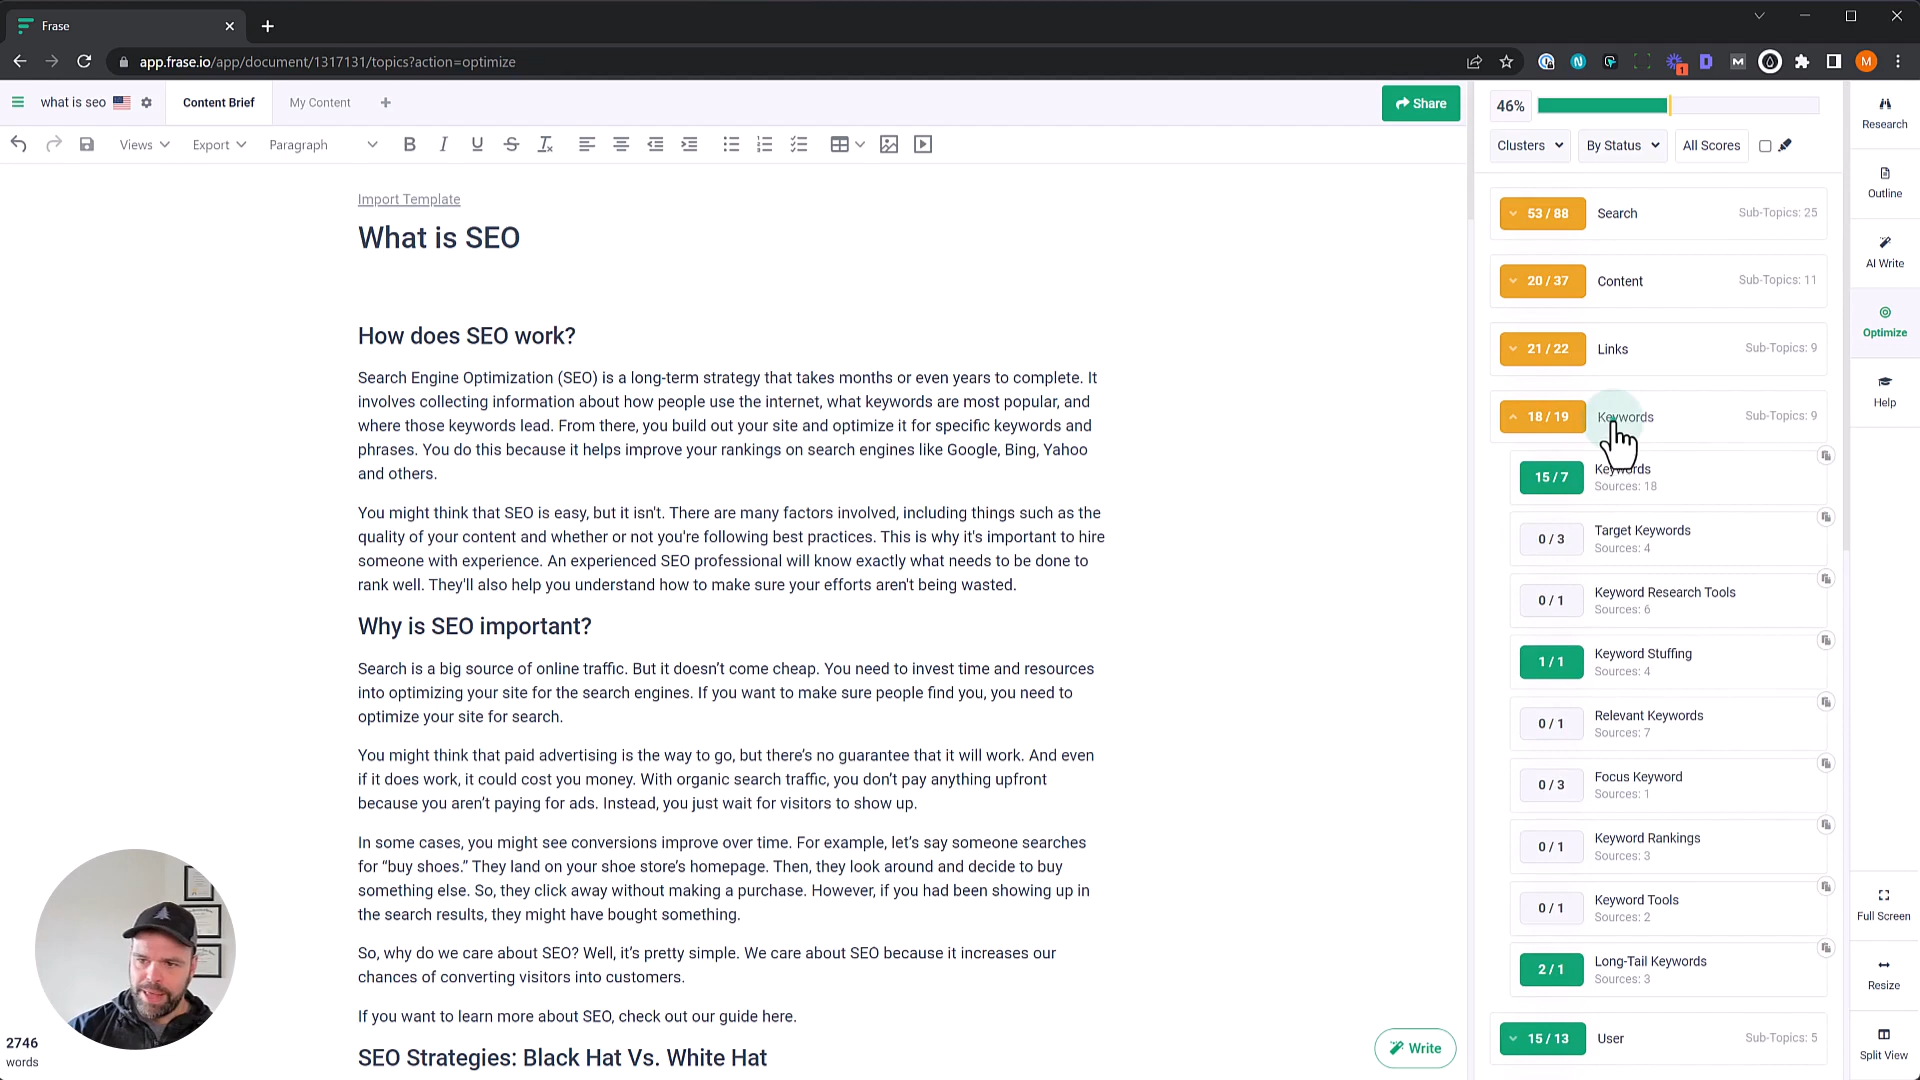 Frase
app.frase.io/app/document/1317131/topics?action=optimize
1
M
what is seo
Content Brief
My Content
Share
Views
Export
Paragraph
B
I
U
S
Import Template
What is SEO
How does SEO work?
Search Engine Optimization (SEO) is a long-term strategy that takes months or even years to complete. It
involves collecting information about how people use the internet, what keywords are most popular, and
where those keywords lead. From there, you build out your site and optimize it for specific keywords and
phrases. You do this because it helps improve your rankings on search engines like Google, Bing, Yahoo
and others.
You might think that SEO is easy, but it isn't. There are many factors involved, including things such as the
quality of your content and whether or not you're following best practices. This is why it's important to hire
someone with experience. An experienced SEO professional will know exactly what needs to be done to
rank well. They'll also help you understand how to make sure your efforts aren't being wasted.
Why is SEO important?
Search is a big source of online traffic. But it doesn’t come cheap. You need to invest time and resources
into optimizing your site for the search engines. If you want to make sure people find you, you need to
optimize your site for search.
You might think that paid advertising is the way to go, but there’s no guarantee that it will work. And even
if it does work, it could cost you money. With organic search traffic, you don’t pay anything upfront
because you aren’t paying for ads. Instead, you just wait for visitors to show up.
In some cases, you might see conversions improve over time. For example, let’s say someone searches
for “buy shoes.” They land on your shoe store’s homepage. Then, they look around and decide to buy
something else. So, they click away without making a purchase. However, if you had been showing up in
the search results, they might have bought something.
So, why do we care about SEO? Well, it’s pretty simple. We care about SEO because it increases our
chances of converting visitors into customers.
If you want to learn more about SEO, check out our guide here.
SEO Strategies: Black Hat Vs. White Hat
2746
words
Write
46%
Clusters
By Status
All Scores
53 / 88 Search Sub-Topics: 25
20 / 37 Content Sub-Topics: 11
21 / 22 Links Sub-Topics: 9
18 / 19 Keywords Sub-Topics: 9
15 / 7 Keywords
Sources: 18
0 / 3 Target Keywords
Sources: 4
0 / 1 Keyword Research Tools
Sources: 6
1 / 1 Keyword Stuffing
Sources: 4
0 / 1 Relevant Keywords
Sources: 7
0 / 3 Focus Keyword
Sources: 1
0 / 1 Keyword Rankings
Sources: 3
0 / 1 Keyword Tools
Sources: 2
2 / 1 Long-Tail Keywords
Sources: 3
15 / 13 User Sub-Topics: 5
Research
Outline
AI Write
Optimize
Help
Full Screen
Resize
Split View